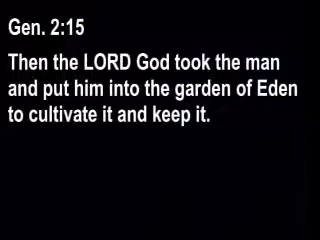 Gen. 2:15
Then the LORD God took the man
and put him into the garden of Eden
to cultivate it and keep it.